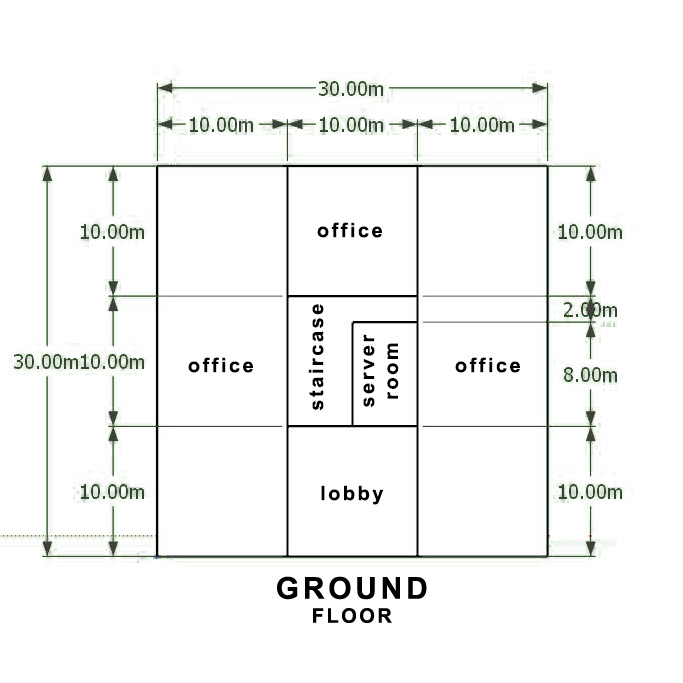 30.00m
10.00m 10.00m 10.00m
10.00m office 10.00m
2.00m
staircase
server
room
30.00m 10.00m office office 8.00m
10.00m lobby 10.00m
GROUND
FLOOR